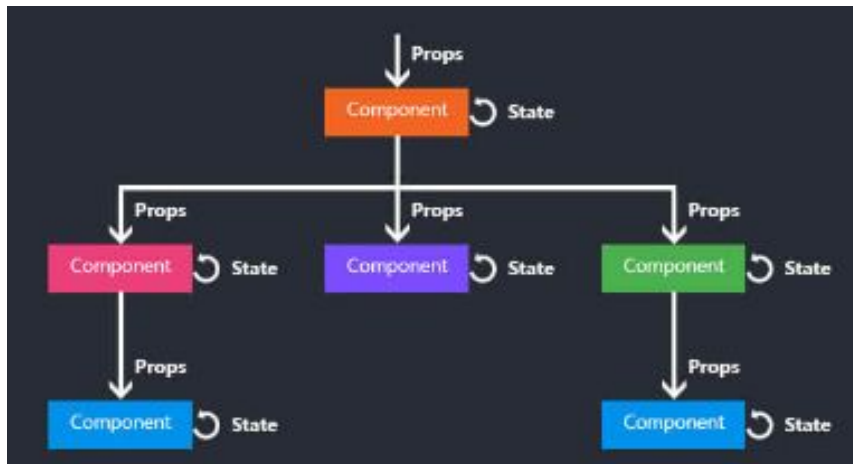 Props
Component State
Props Props Props
Component State Component State Component State
Props Props
Component State Component State